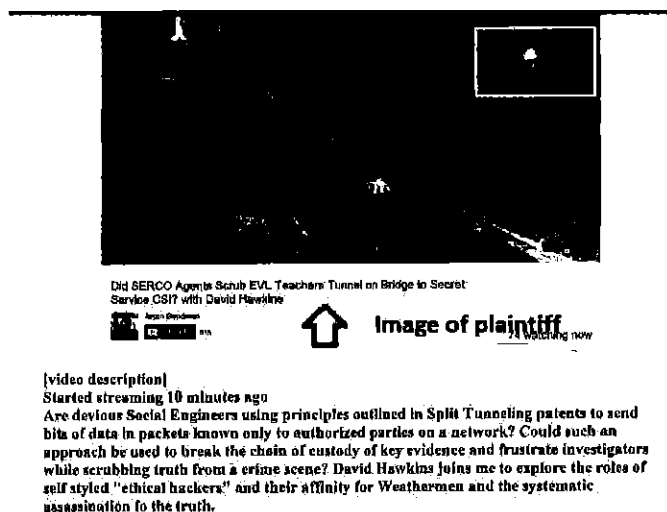 Did SERCO Agents Scrub EVL Teachers' Tunnel on Bridge to Secret
Service CSI? with David Hawkins
Image of plaintiff
watching now
[video description]
Started streaming 10 minutes ago
Are devious Social Engineers using principles outlined in Split Tunneling patents to send
bits of data in packets known only to authorized parties on a network? Could such an
approach be used to break the chain of custody of key evidence and frustrate investigators
while scrubbing truth from a crime scene? David Hawkins joins me to explore the roles of
self styled "ethical hackers" and their affinity for Weathermen and the systematic
assassination fo the truth.